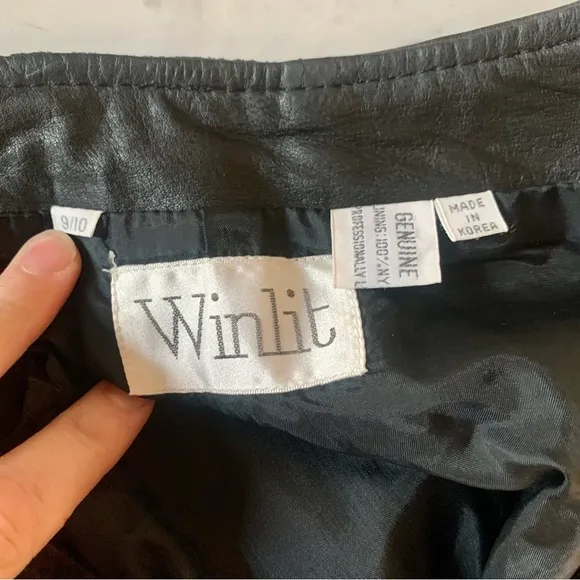 9/10
Winlit
GENUINE
LINING: 100% NY
PROFESSIONALLY
MADE
IN
KOREA